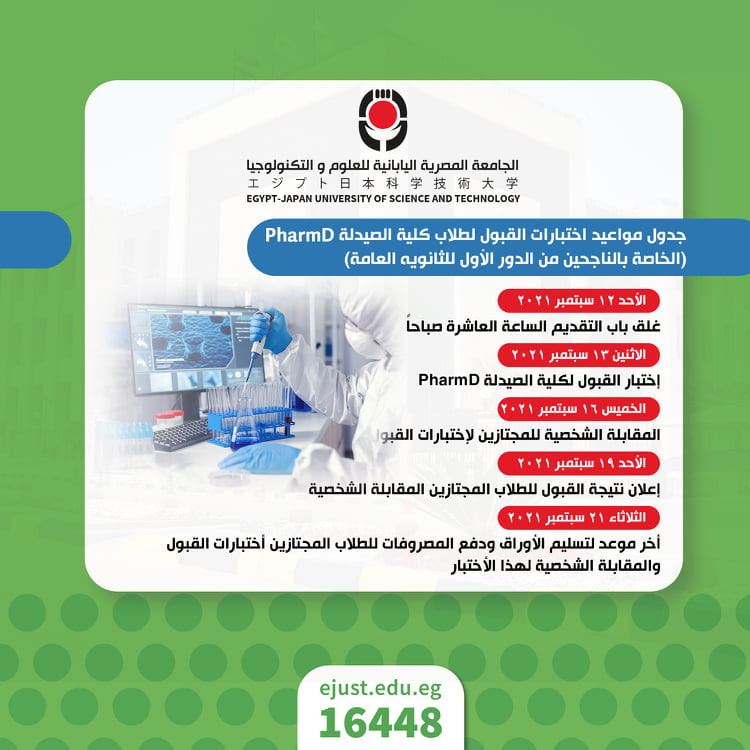 الجامعة المصرية اليابانية للعلوم و التكنولوجيا
エジプト日本科学技術大学
EGYPT-JAPAN UNIVERSITY OF SCIENCE AND TECHNOLOGY
جدول مواعيد اختبارات القبول لطلاب كلية الصيدلة PharmD
(الخاصة بالناجحين من الدور الأول للثانويه العامة)
الأحد ١٢ سبتمبر ٢٠٢١
غلق باب التقديم الساعة العاشرة صباحاً
الاثنين ١٣ سبتمبر ٢٠٢١
إختبار القبول لكلية الصيدلة PharmD
الخميس ١٦ سبتمبر ٢٠٢١
المقابلة الشخصية للمجتازين لإختبارات القبول
الأحد ١٩ سبتمبر ٢٠٢١
إعلان نتيجة القبول للطلاب المجتازين المقابلة الشخصية
الثلاثاء ٢١ سبتمبر ٢٠٢١
أخر موعد لتسليم الأوراق ودفع المصروفات للطلاب المجتازين أختبارات القبول
والمقابلة الشخصية لهذا الأختبار
ejust.edu.eg
16448